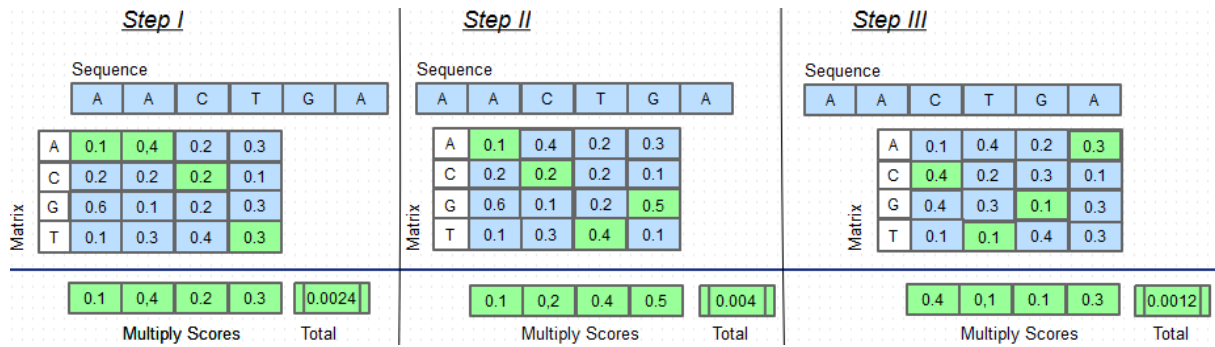 Step I
Sequence
A A C T G A
Matrix
A 0.1 0,4 0.2 0.3
C 0.2 0.2 0.2 0.1
G 0.6 0.1 0.2 0.3
T 0.1 0.3 0.4 0.3
0.1 0,4 0.2 0.3 0.0024
Multiply Scores Total
Step II
Sequence
A A C T G A
Matrix
A 0.1 0.4 0.2 0.3
C 0.2 0.2 0.2 0.1
G 0.6 0.1 0.2 0.5
T 0.1 0.3 0.4 0.1
0.1 0,2 0.4 0.5 0.004
Multiply Scores Total
Step III
Sequence
A A C T G A
Matrix
A 0.1 0.4 0.2 0.3
C 0.4 0.2 0.3 0.1
G 0.4 0.3 0.1 0.3
T 0.1 0.1 0.4 0.3
0.4 0,1 0.1 0.3 0.0012
Multiply Scores Total